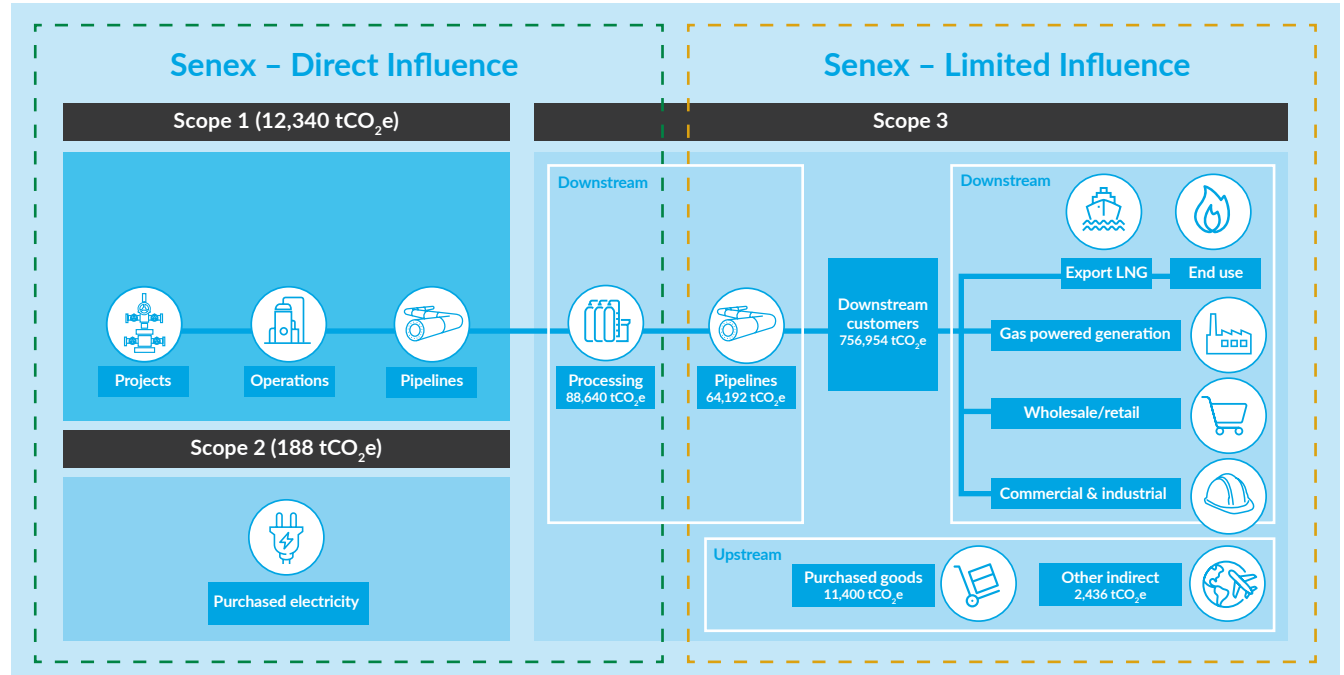 Senex – Direct Influence
Senex – Limited Influence
Scope 1 (12,340 tCO₂e)
Scope 3
Projects
Operations
Pipelines
Scope 2 (188 tCO₂e)
Purchased electricity
Downstream
Processing
88,640 tCO₂e
Pipelines
64,192 tCO₂e
Downstream
customers
756,954 tCO₂e
Downstream
Export LNG
End use
Gas powered generation
Wholesale/retail
Commercial & industrial
Upstream
Purchased goods
11,400 tCO₂e
Other indirect
2,436 tCO₂e